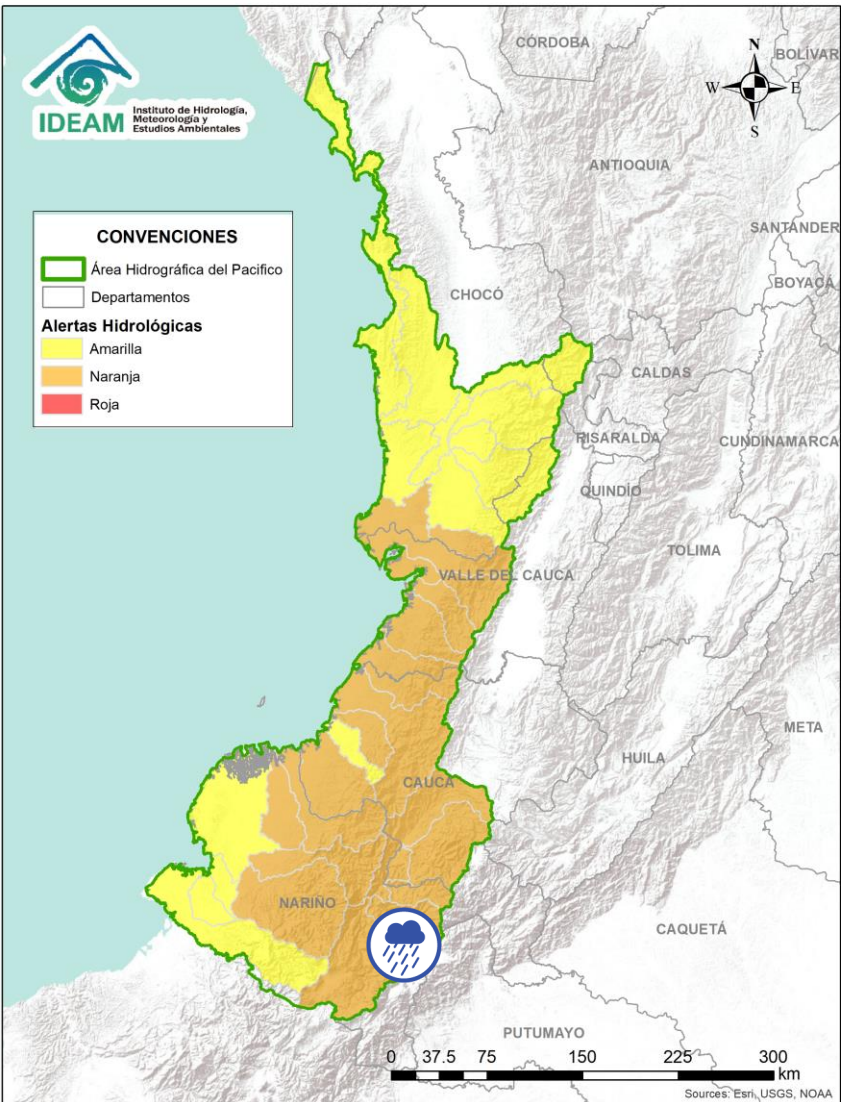 IDEAM
Instituto de Hidrología,
Meteorología y
Estudios Ambientales
N
W
E
S
CÓRDOBA
BOLÍVAR
ANTIOQUIA
SANTANDER
BOYACÁ
CHOCÓ
CONVENCIONES
Área Hidrográfica del Pacifico
Departamentos
Alertas Hidrológicas
Amarilla
Naranja
Roja
CALDAS
RISARALDA
CUNDINAMARCA
QUINDÍO
TOLIMA
VALLE DEL CAUCA
META
HUILA
CAUCA
NARIÑO
CAQUETÁ
PUTUMAYO
0 37.5 75 150 225 300
km
Sources: Esri, USGS, NOAA